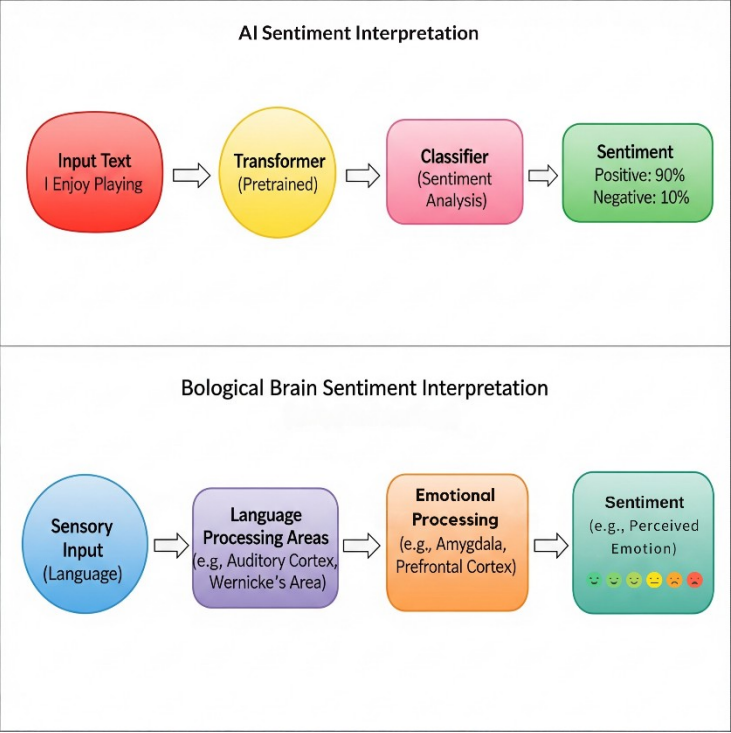 AI Sentiment Interpretation
Input Text
I Enjoy Playing
Transformer
(Pretrained)
Classifier
(Sentiment
Analysis)
Sentiment
Positive: 90%
Negative: 10%
Bological Brain Sentiment Interpretation
Sensory
Input
(Language)
Language
Processing Areas
(e.g, Auditory Cortex,
Wernicke's Area)
Emotional
Processing
(e.g., Amygdala,
Prefrontal Cortex)
Sentiment
(e.g., Perceived
Emotion)